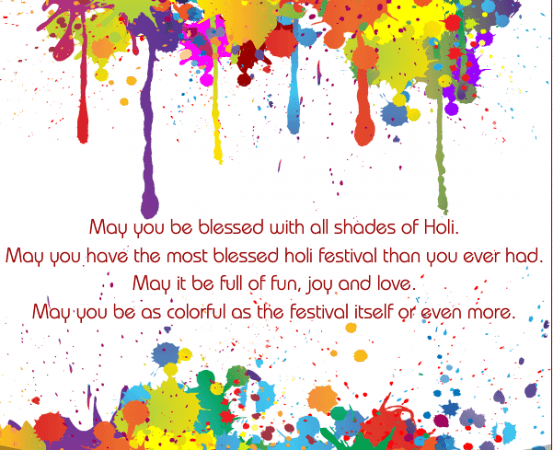 May you be blessed with all shades of Holi.
May you have the most blessed holi festival than you ever had.
May it be full of fun, joy and love.
May you be as colorful as the festival itself or even more.